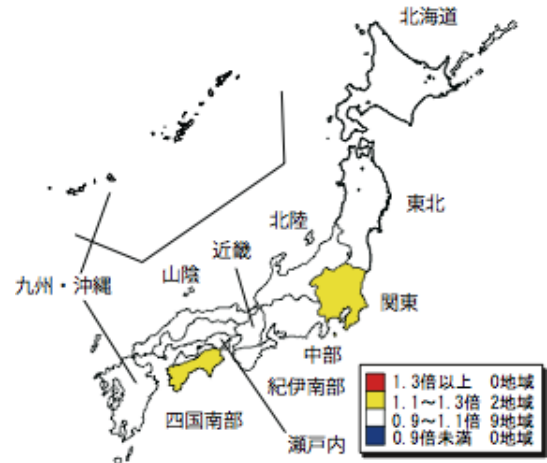 北海道
東北
北陸
近畿
山陰
九州・沖縄
関東
中部
紀伊南部
四国南部
瀬戸内
1.3倍以上 0地域
1.1~1.3倍 2地域
0.9~1.1倍 9地域
0.9倍未満 0地域